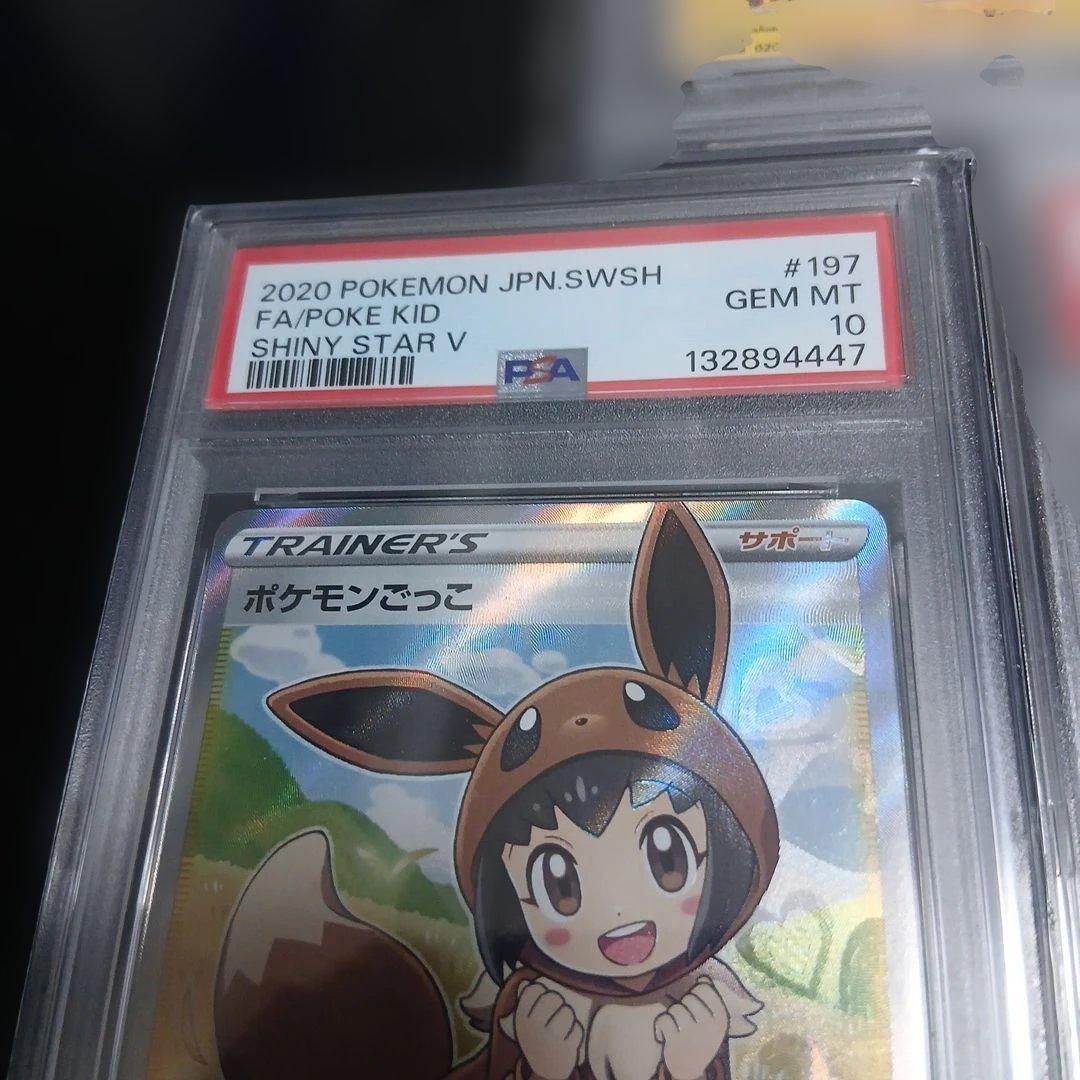 2020 POKEMON JPN.SWSH #197
FA/POKE KID GEM MT
SHINY STAR V 10
PSA 132894447
TRAINER'S サポート
ポケモンごっこ